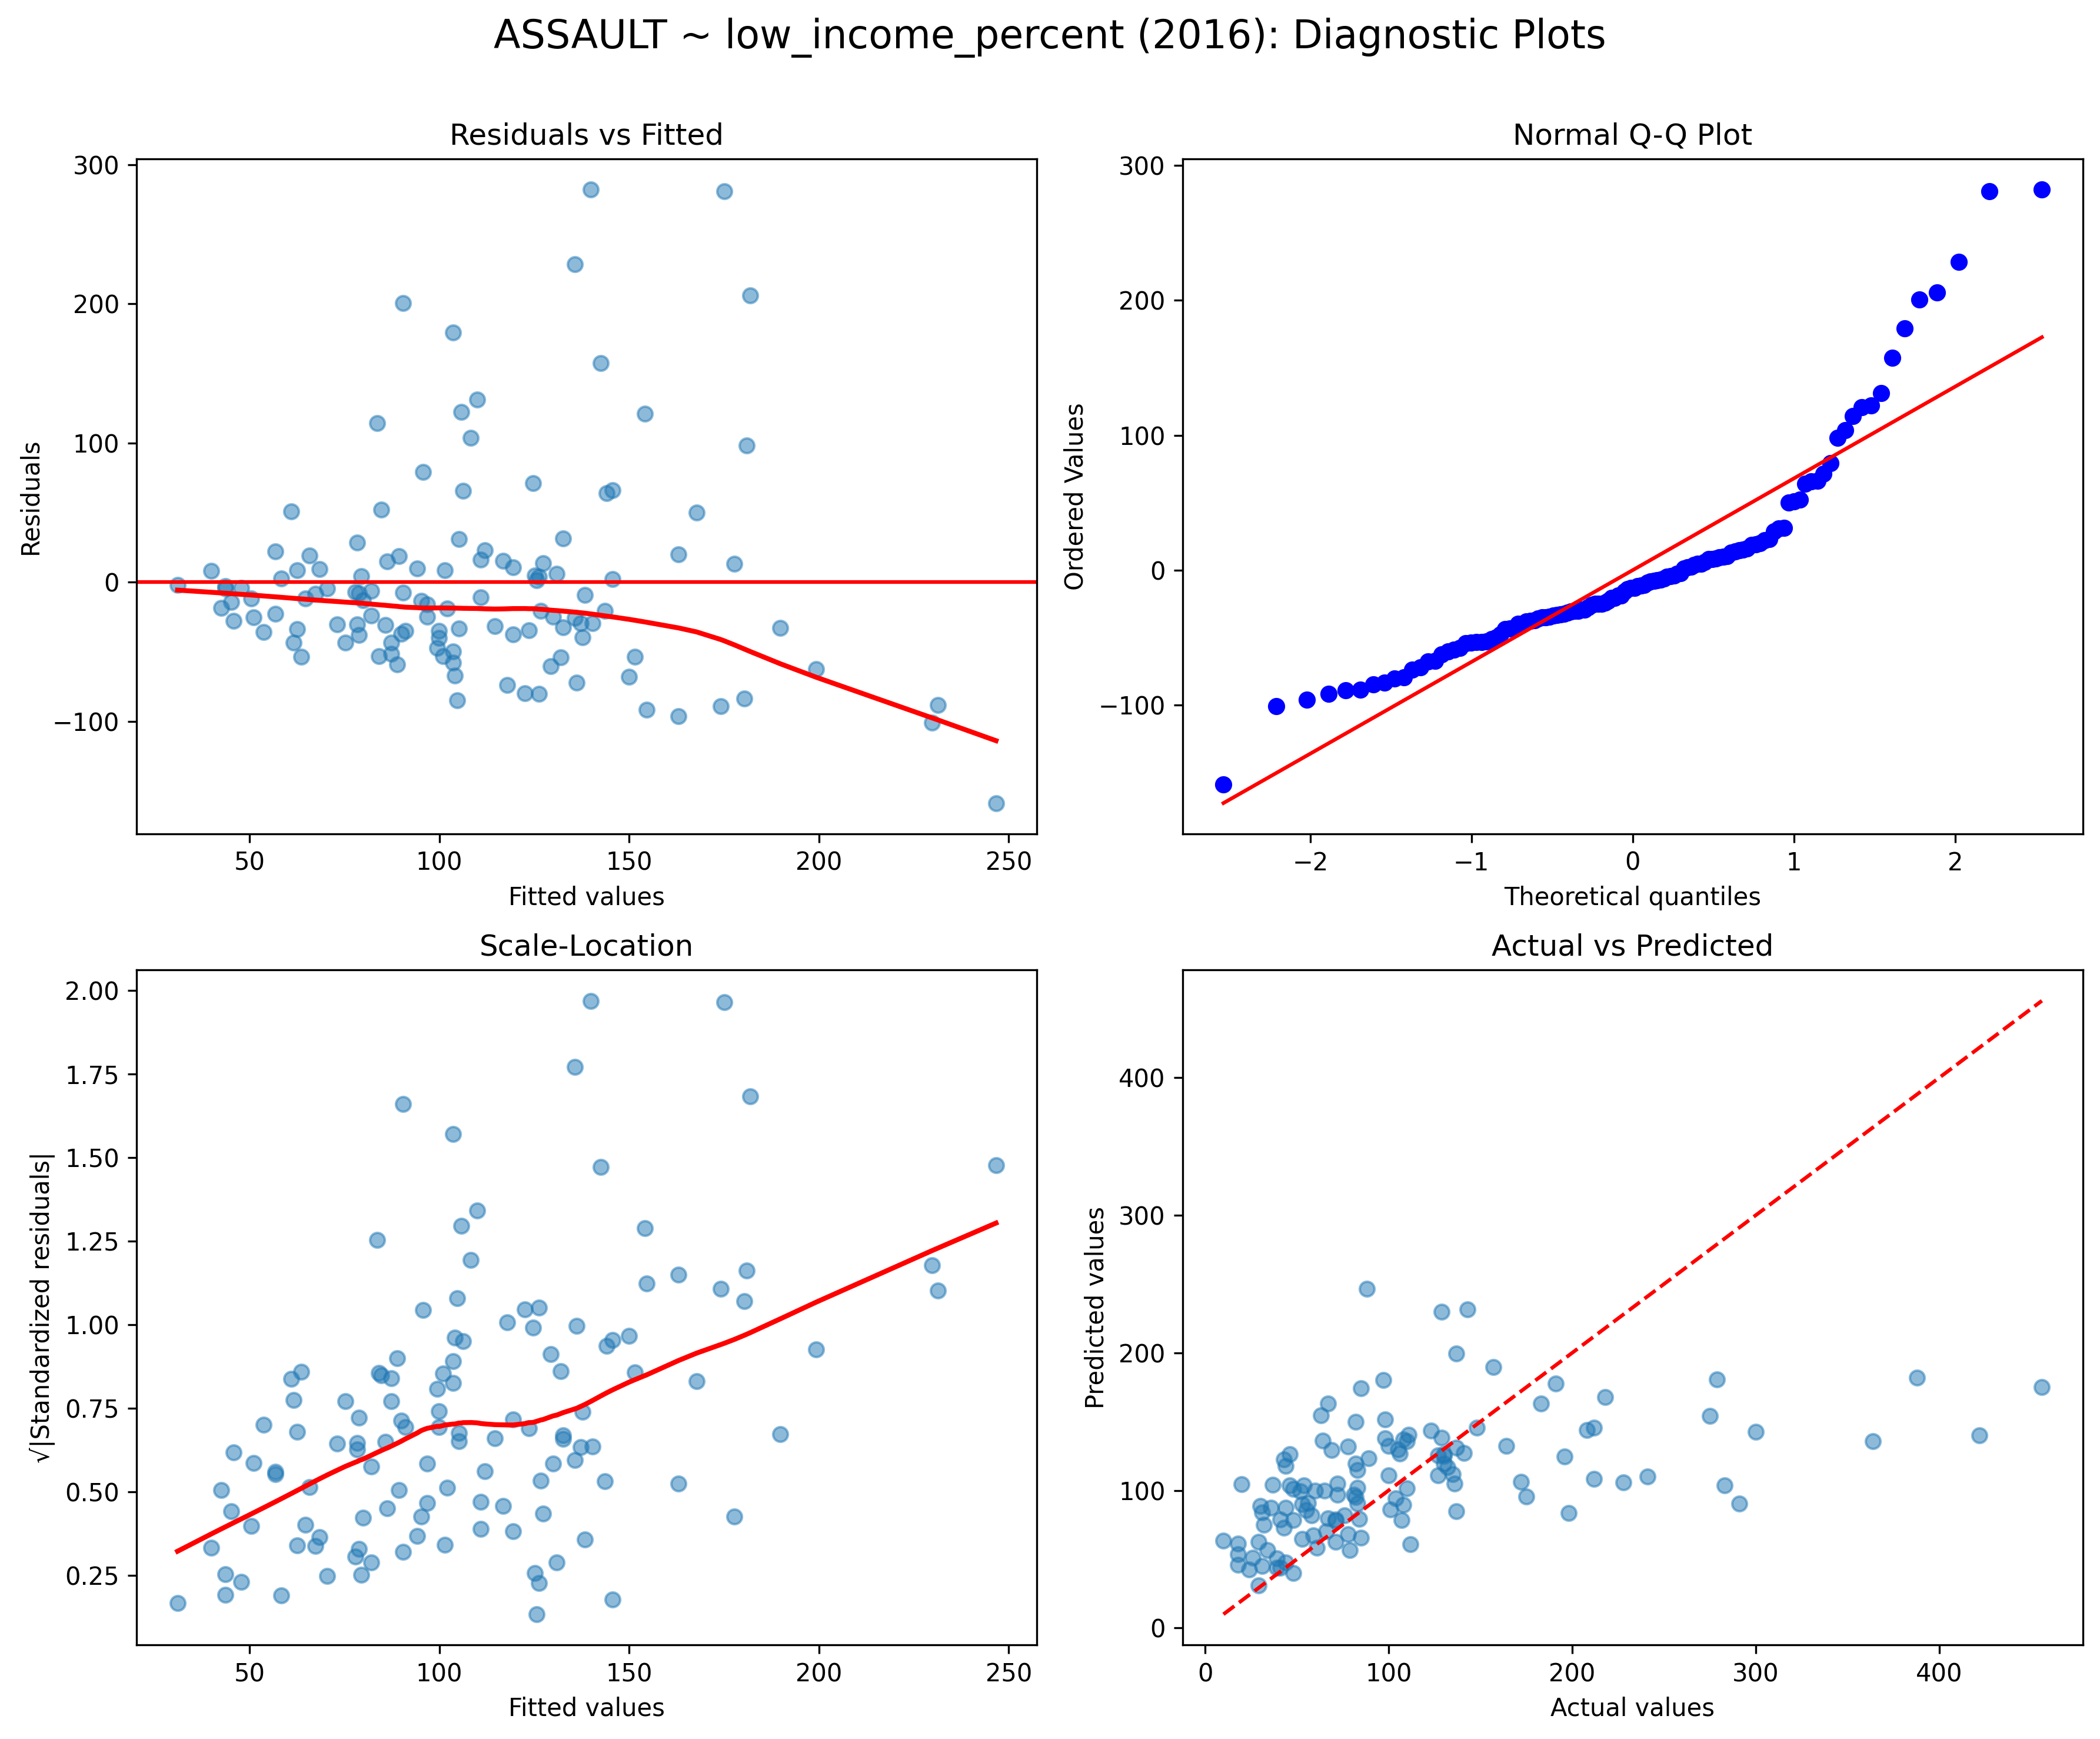 ASSAULT ~ low_income_percent (2016): Diagnostic Plots
Residuals vs Fitted
300
200
100
0
−100
Residuals
50 100 150 200 250
Fitted values
Normal Q-Q Plot
300
200
100
0
−100
Ordered Values
−2 −1 0 1 2
Theoretical quantiles
Scale-Location
2.00
1.75
1.50
1.25
1.00
0.75
0.50
0.25
√|Standardized residuals|
50 100 150 200 250
Fitted values
Actual vs Predicted
400
300
200
100
0
Predicted values
0 100 200 300 400
Actual values